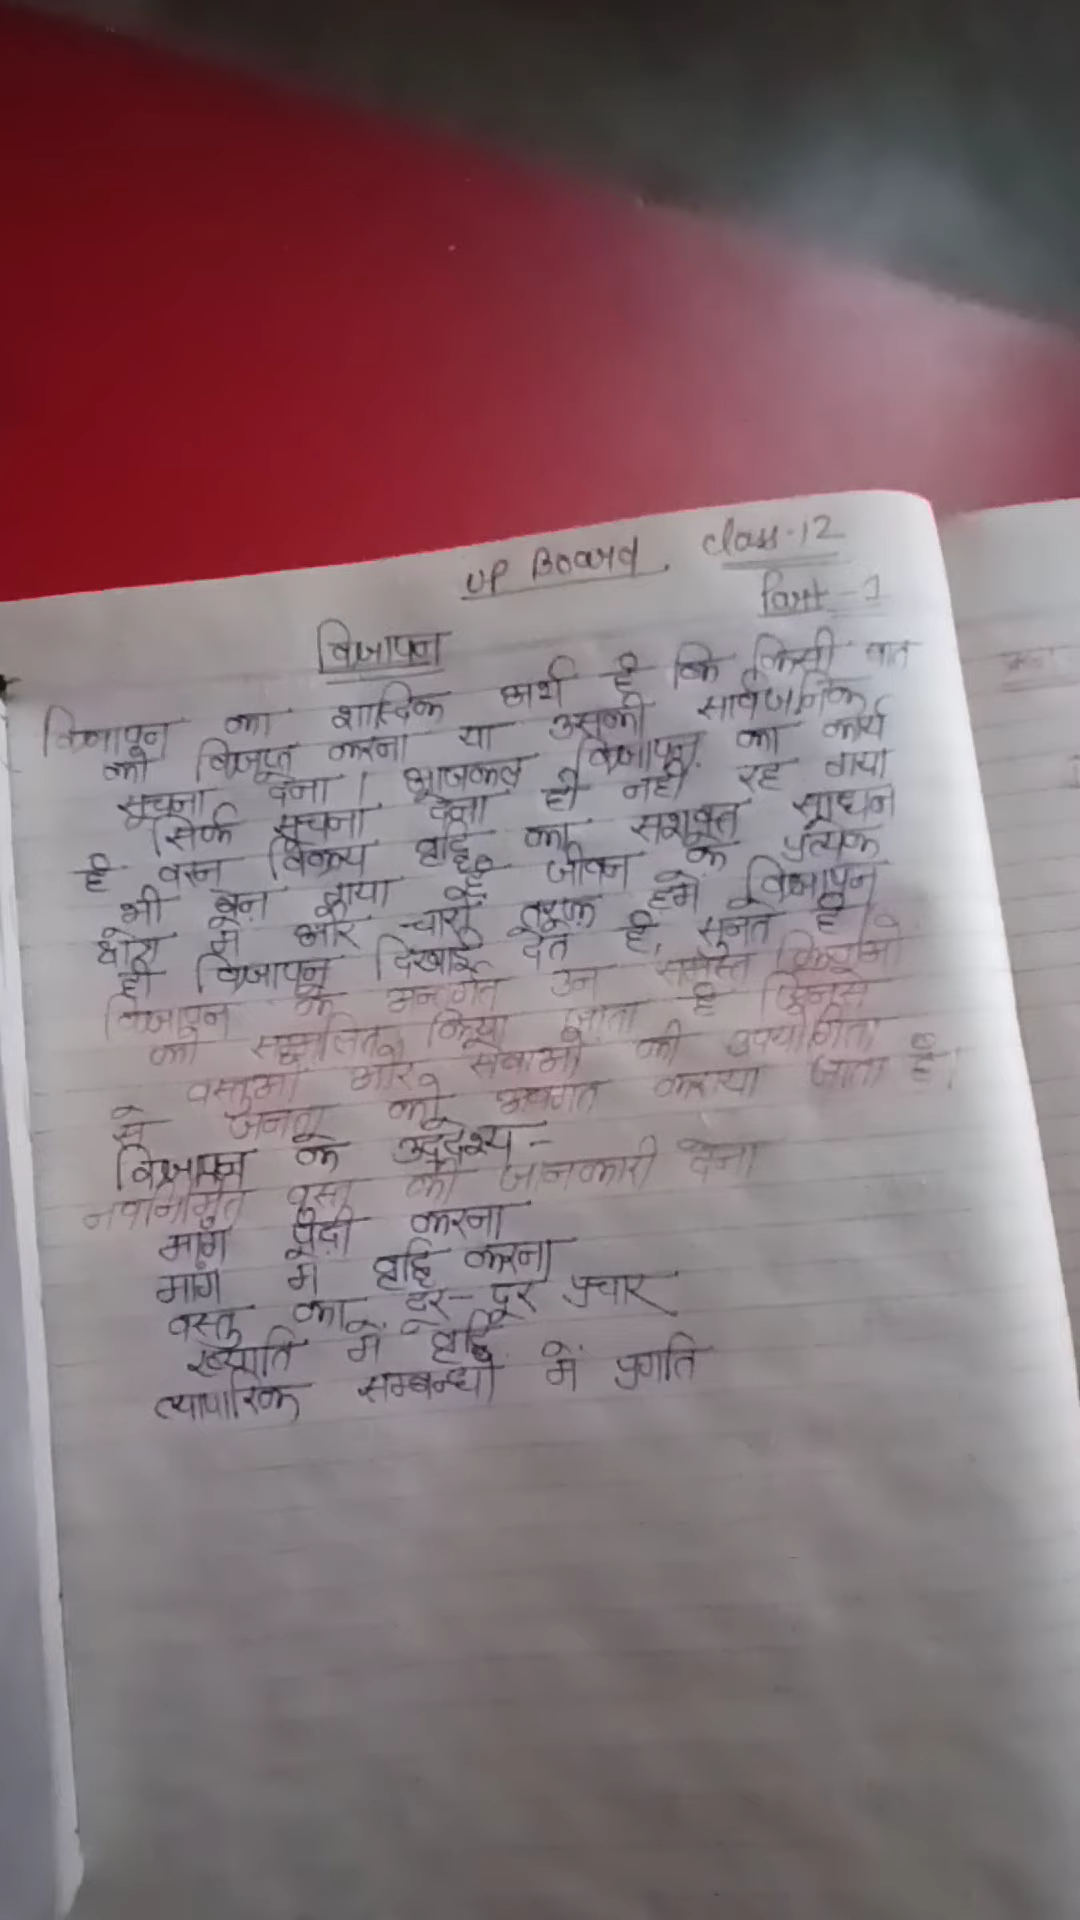 UP Board. Class-12
Part-1
विज्ञापन
विज्ञापन का शाब्दिक अर्थ है कि किसी बात
को विज्ञप्त करना या उसकी सार्वजनिक
सूचना देना। आजकल विज्ञापन का कार्य
सिर्फ सूचना देना ही नहीं रह गया
है वरन विक्रय वृद्धि का सशक्त साधन
भी बन गया है। जीवन के प्रत्येक
क्षेत्र में और चारों तरफ हमें विज्ञापन
ही विज्ञापन दिखाई देते हैं, सुनते हैं
विज्ञापन के अन्तर्गत उन समस्त क्रियाओं
को सम्मलित किया जाता है जिनसे
वस्तुओं और सेवाओं की उपयोगिता
से जनता को अवगत कराया जाता है।
विज्ञापन के उद्देश्य -
नवनिर्मित वस्तु की जानकारी देना
मांग पैदा करना
मांग में वृद्धि करना
वस्तु का दूर-दूर प्रचार
ख्याति में वृद्धि
व्यापारिक सम्बन्धों में प्रगति